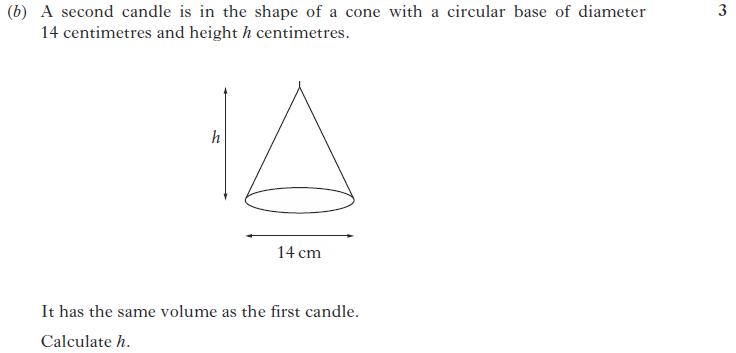 (b) A second candle is in the shape of a cone with a circular base of diameter 3
14 centimetres and height h centimetres.
h
14 cm
It has the same volume as the first candle.
Calculate h.